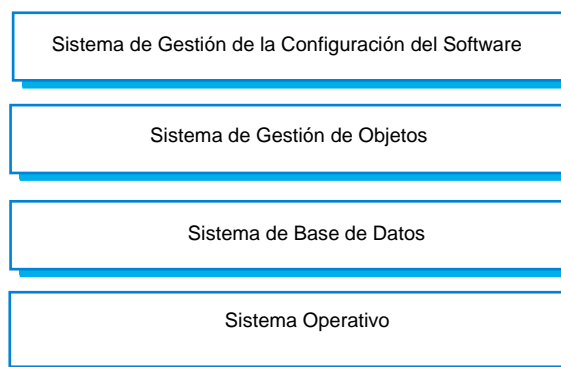 Sistema de Gestión de la Configuración del Software
Sistema de Gestión de Objetos
Sistema de Base de Datos
Sistema Operativo